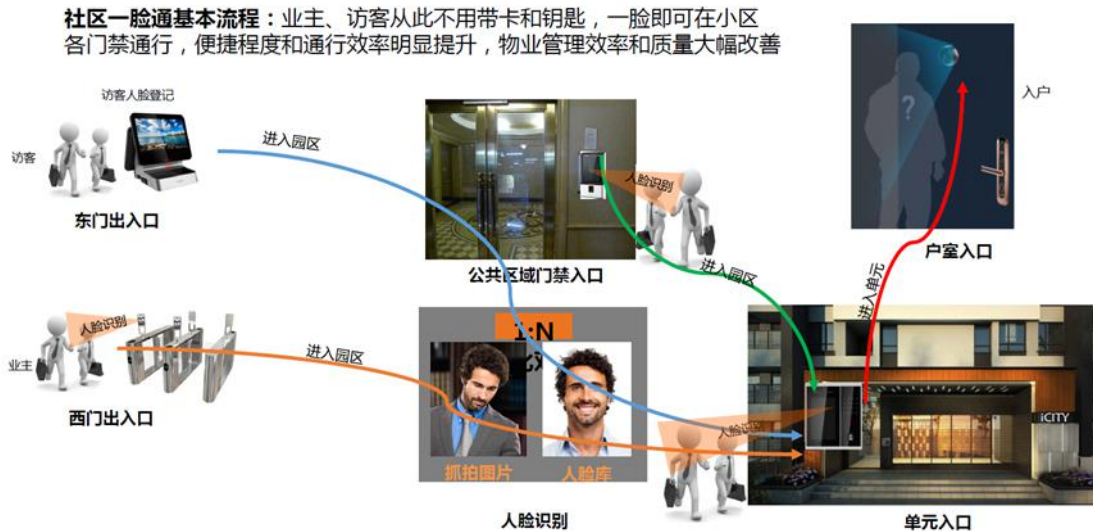 社区一脸通基本流程：业主、访客从此不用带卡和钥匙，一脸即可在小区
各门禁通行，便捷程度和通行效率明显提升，物业管理效率和质量大幅改善
访客人脸登记
访客
东门出入口
进入园区
人脸识别
公共区域门禁入口
进入园区
入户
户室入口
进入单元
人脸识别
业主
西门出入口
进入园区
1:N
抓拍图片
人脸库
人脸识别
人脸识别
iCITY
单元入口